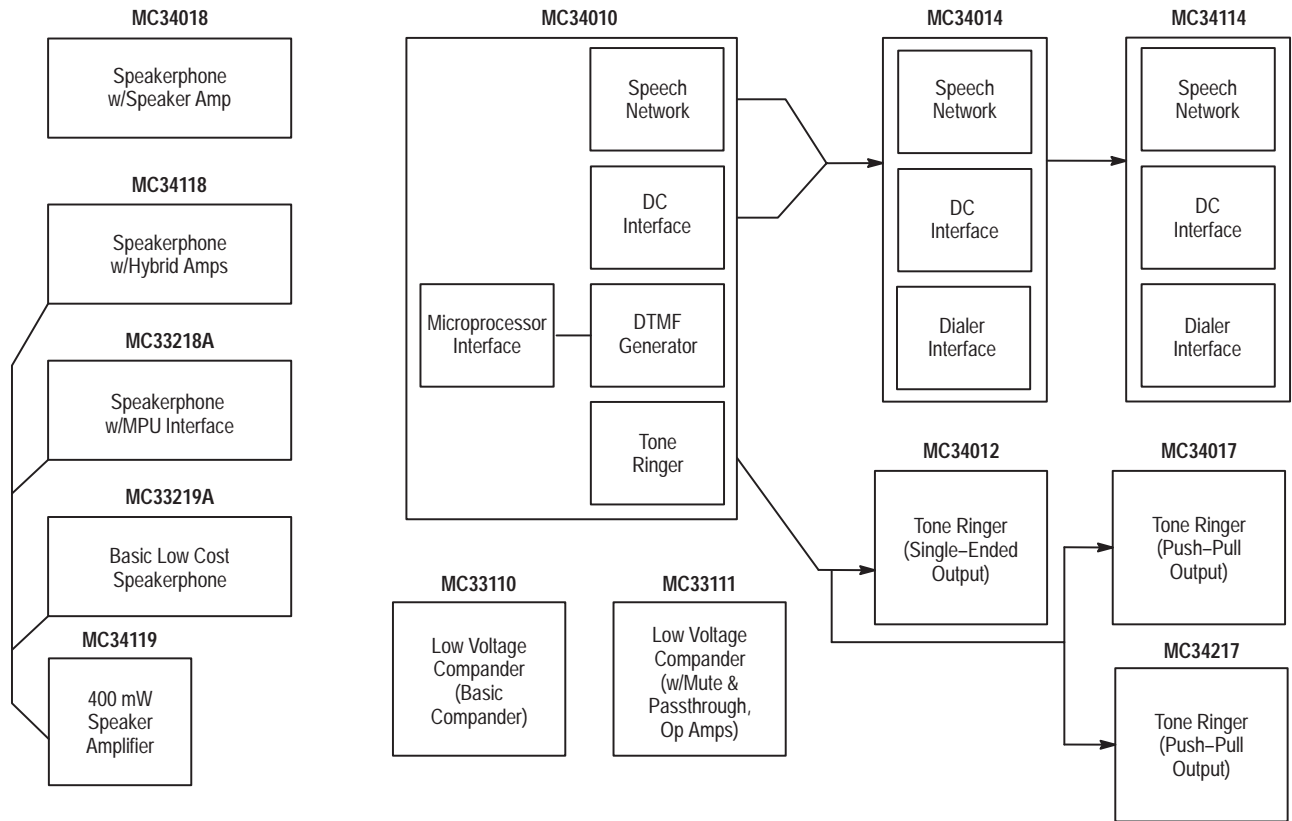 MC34018
Speakerphone
w/Speaker Amp
MC34118
Speakerphone
w/Hybrid Amps
MC33218A
Speakerphone
w/MPU Interface
MC33219A
Basic Low Cost
Speakerphone
MC34119
400 mW
Speaker
Amplifier
MC34010
Speech
Network
DC
Interface
Microprocessor
Interface
DTMF
Generator
Tone
Ringer
MC34014
Speech
Network
DC
Interface
Dialer
Interface
MC34114
Speech
Network
DC
Interface
Dialer
Interface
MC33110
Low Voltage
Compander
(Basic
Compander)
MC33111
Low Voltage
Compander
(w/Mute &
Passthrough,
Op Amps)
MC34012
Tone Ringer
(Single–Ended
Output)
MC34017
Tone Ringer
(Push–Pull
Output)
MC34217
Tone Ringer
(Push–Pull
Output)